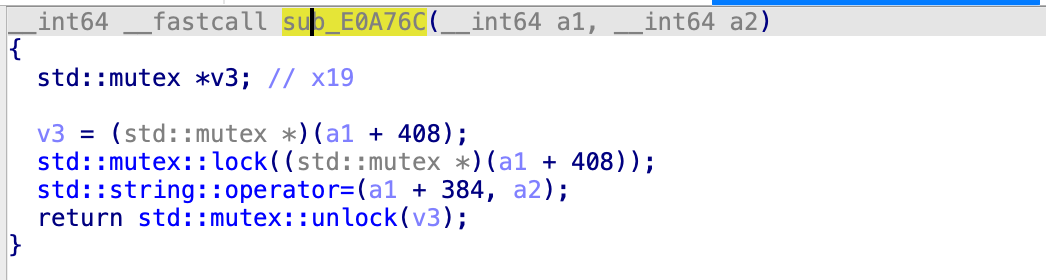 __int64 __fastcall sub_E0A76C(__int64 a1, __int64 a2)
{
  std::mutex *v3; // x19

  v3 = (std::mutex *)(a1 + 408);
  std::mutex::lock((std::mutex *)(a1 + 408));
  std::string::operator=(a1 + 384, a2);
  return std::mutex::unlock(v3);
}